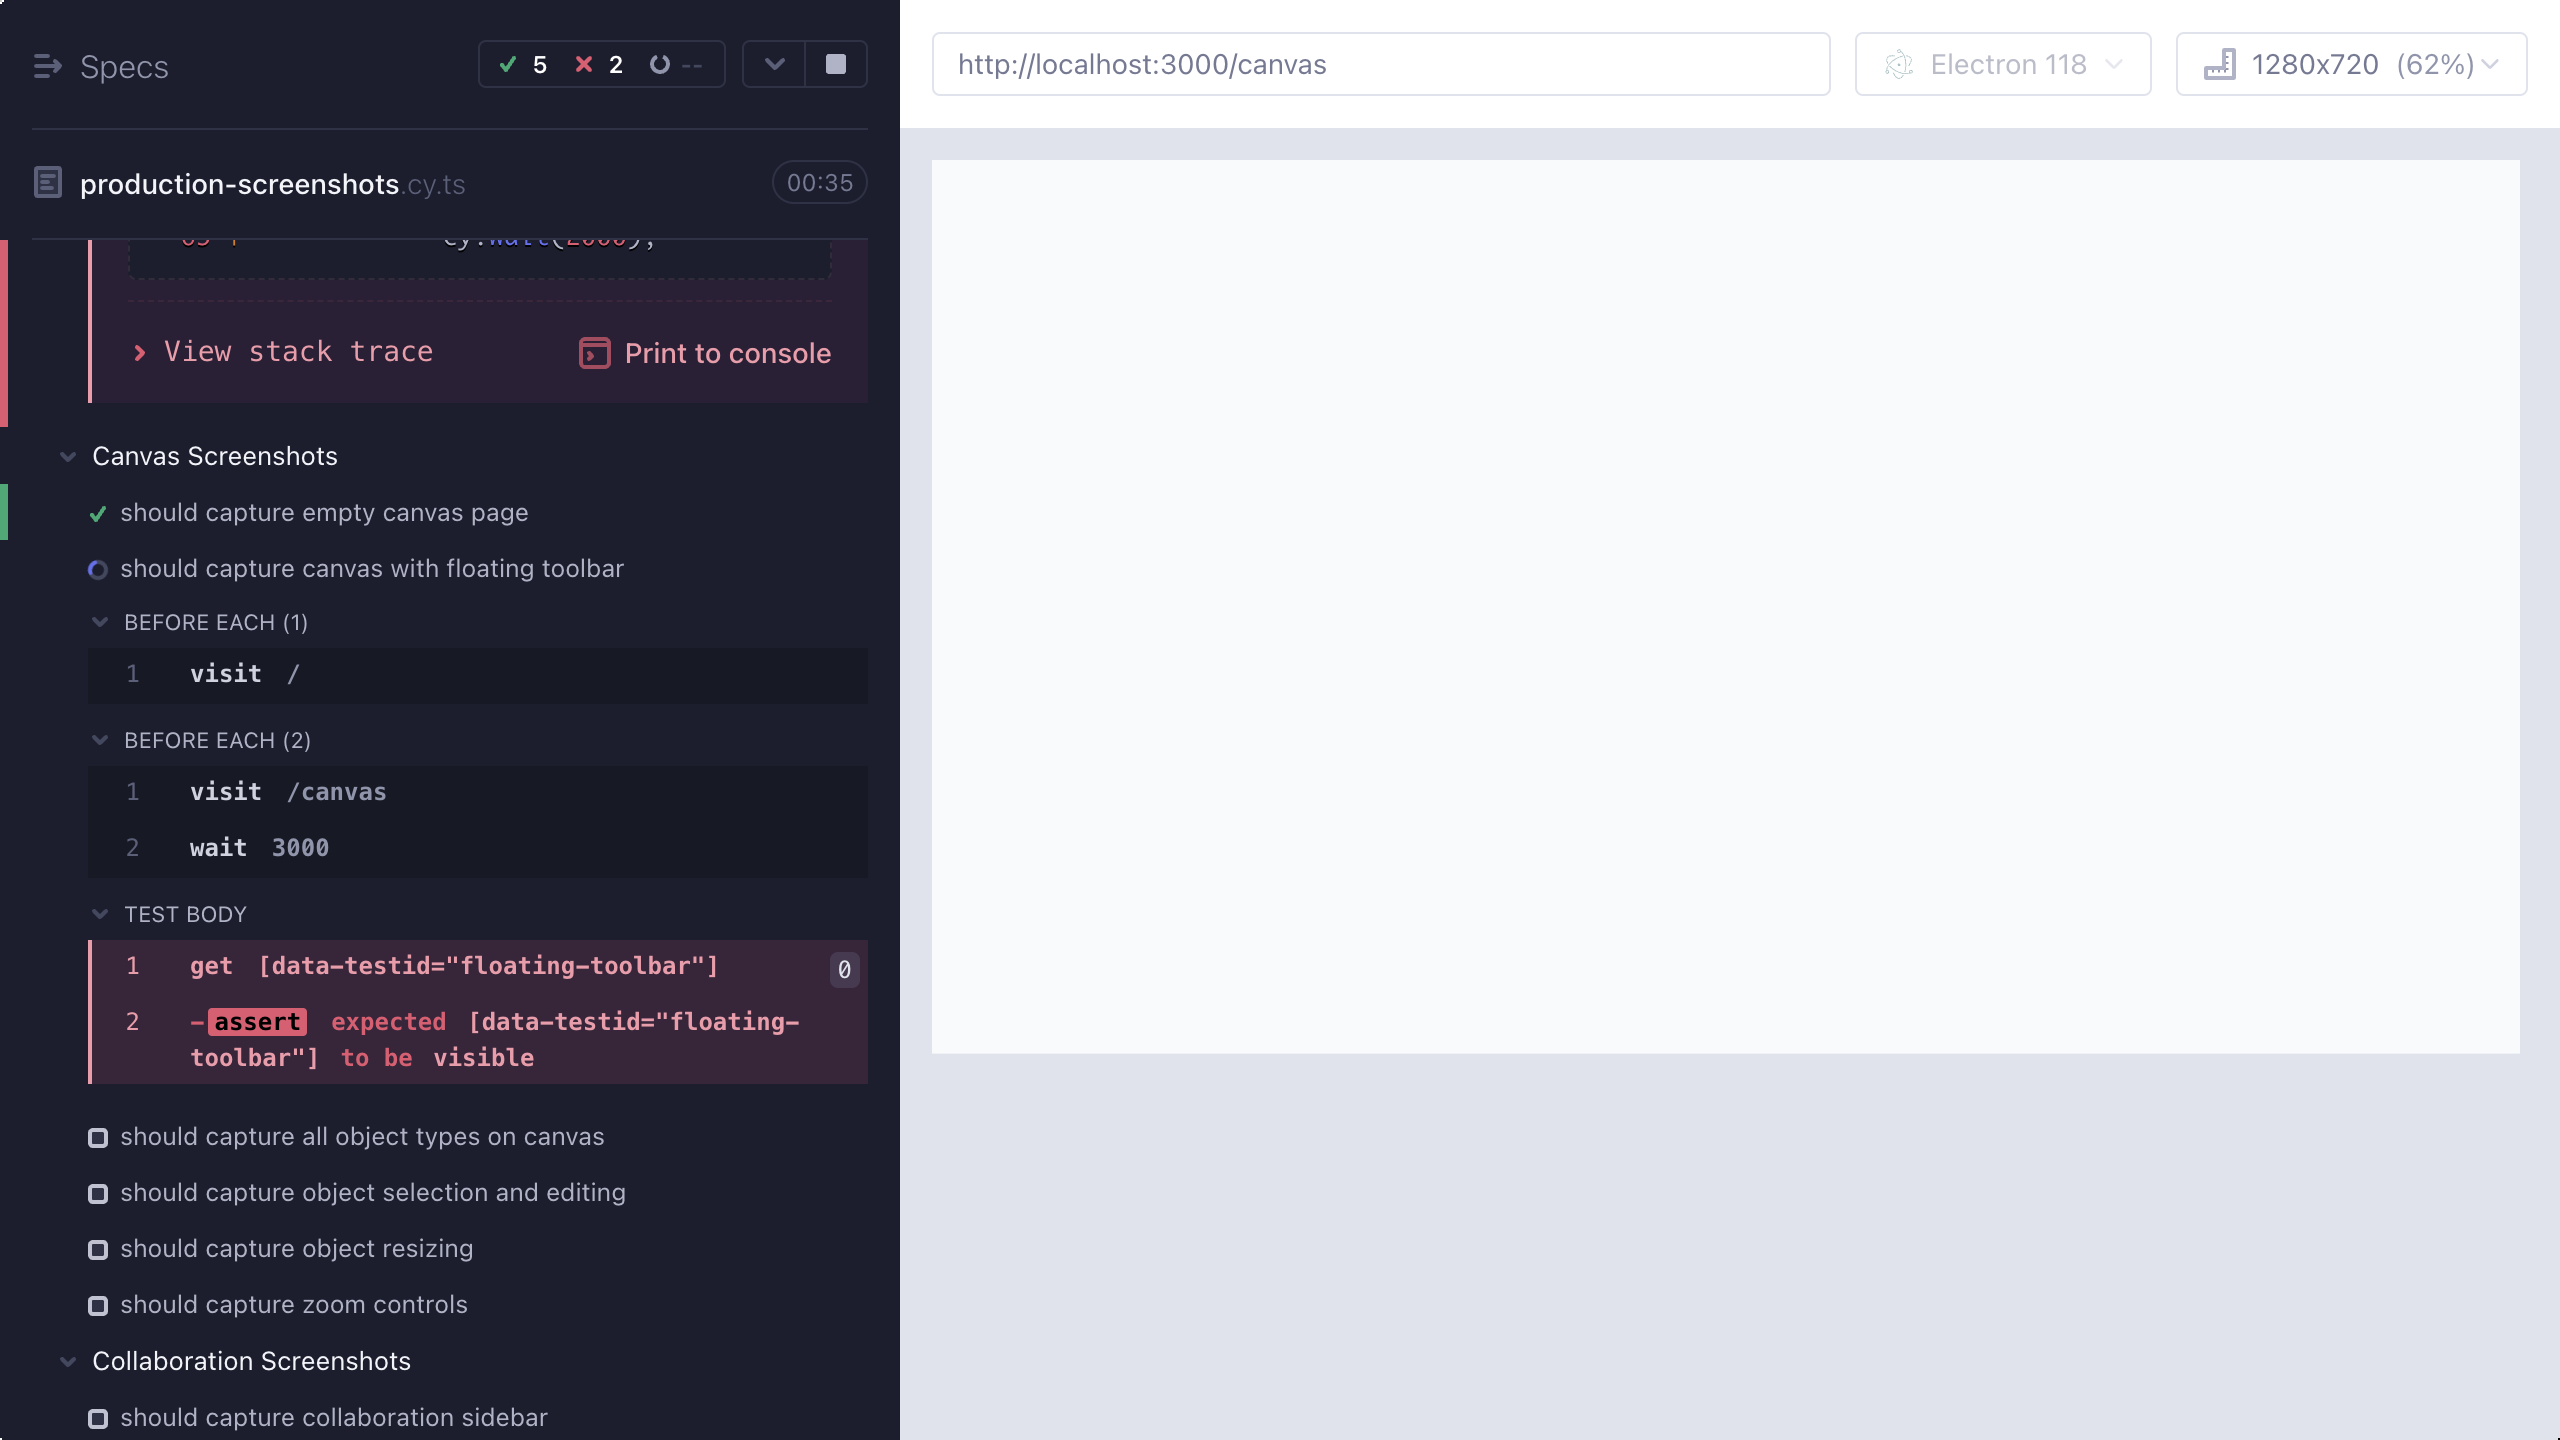 Specs
5 2 --
http://localhost:3000/canvas
Electron 118
1280x720 (62%)
production-screenshots.cy.ts
00:35
cy.wait(2000);
View stack trace
Print to console
Canvas Screenshots
should capture empty canvas page
should capture canvas with floating toolbar
BEFORE EACH (1)
1 visit /
BEFORE EACH (2)
1 visit /canvas
2 wait 3000
TEST BODY
1 get [data-testid="floating-toolbar"] 0
2 -assert expected [data-testid="floating-
toolbar"] to be visible
should capture all object types on canvas
should capture object selection and editing
should capture object resizing
should capture zoom controls
Collaboration Screenshots
should capture collaboration sidebar